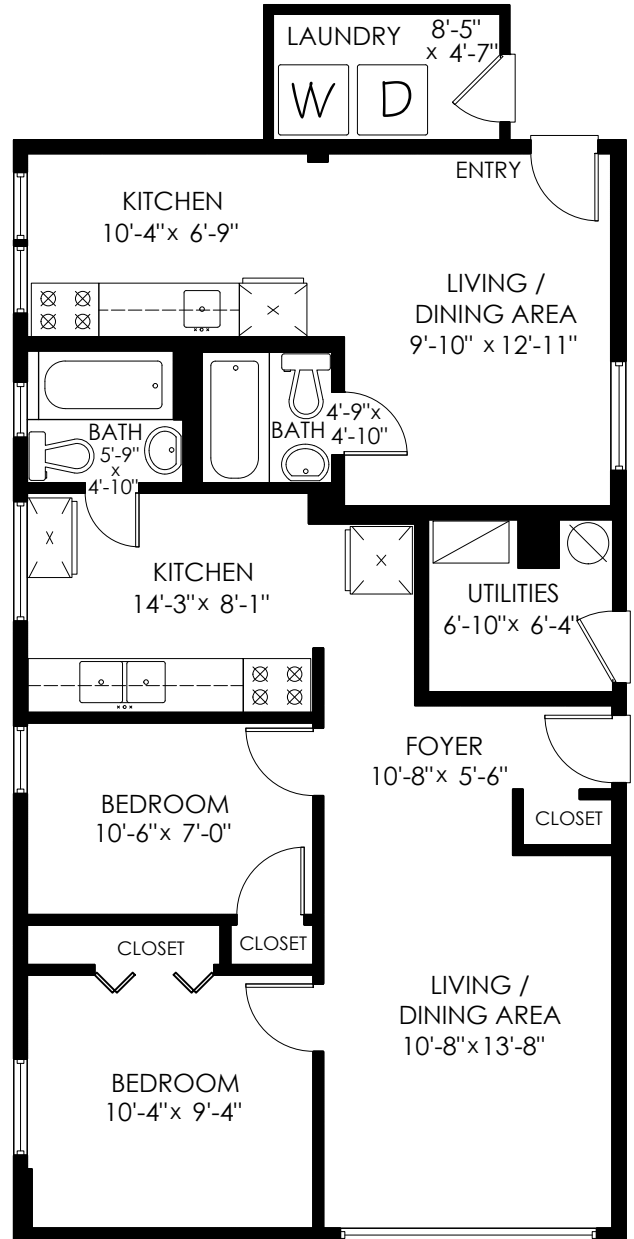 LAUNDRY
8'-5"
x 4'-7"
W D
ENTRY
KITCHEN
10'-4"x 6'-9"
LIVING /
DINING AREA
9'-10" x 12'-11"
BATH
5'-9"
x
4'-10"
BATH
4'-9"x
4'-10"
KITCHEN
14'-3"x 8'-1"
UTILITIES
6'-10"x 6'-4"
FOYER
10'-8"x 5'-6"
CLOSET
BEDROOM
10'-6"x 7'-0"
CLOSET
CLOSET
LIVING /
DINING AREA
10'-8"x13'-8"
BEDROOM
10'-4"x 9'-4"